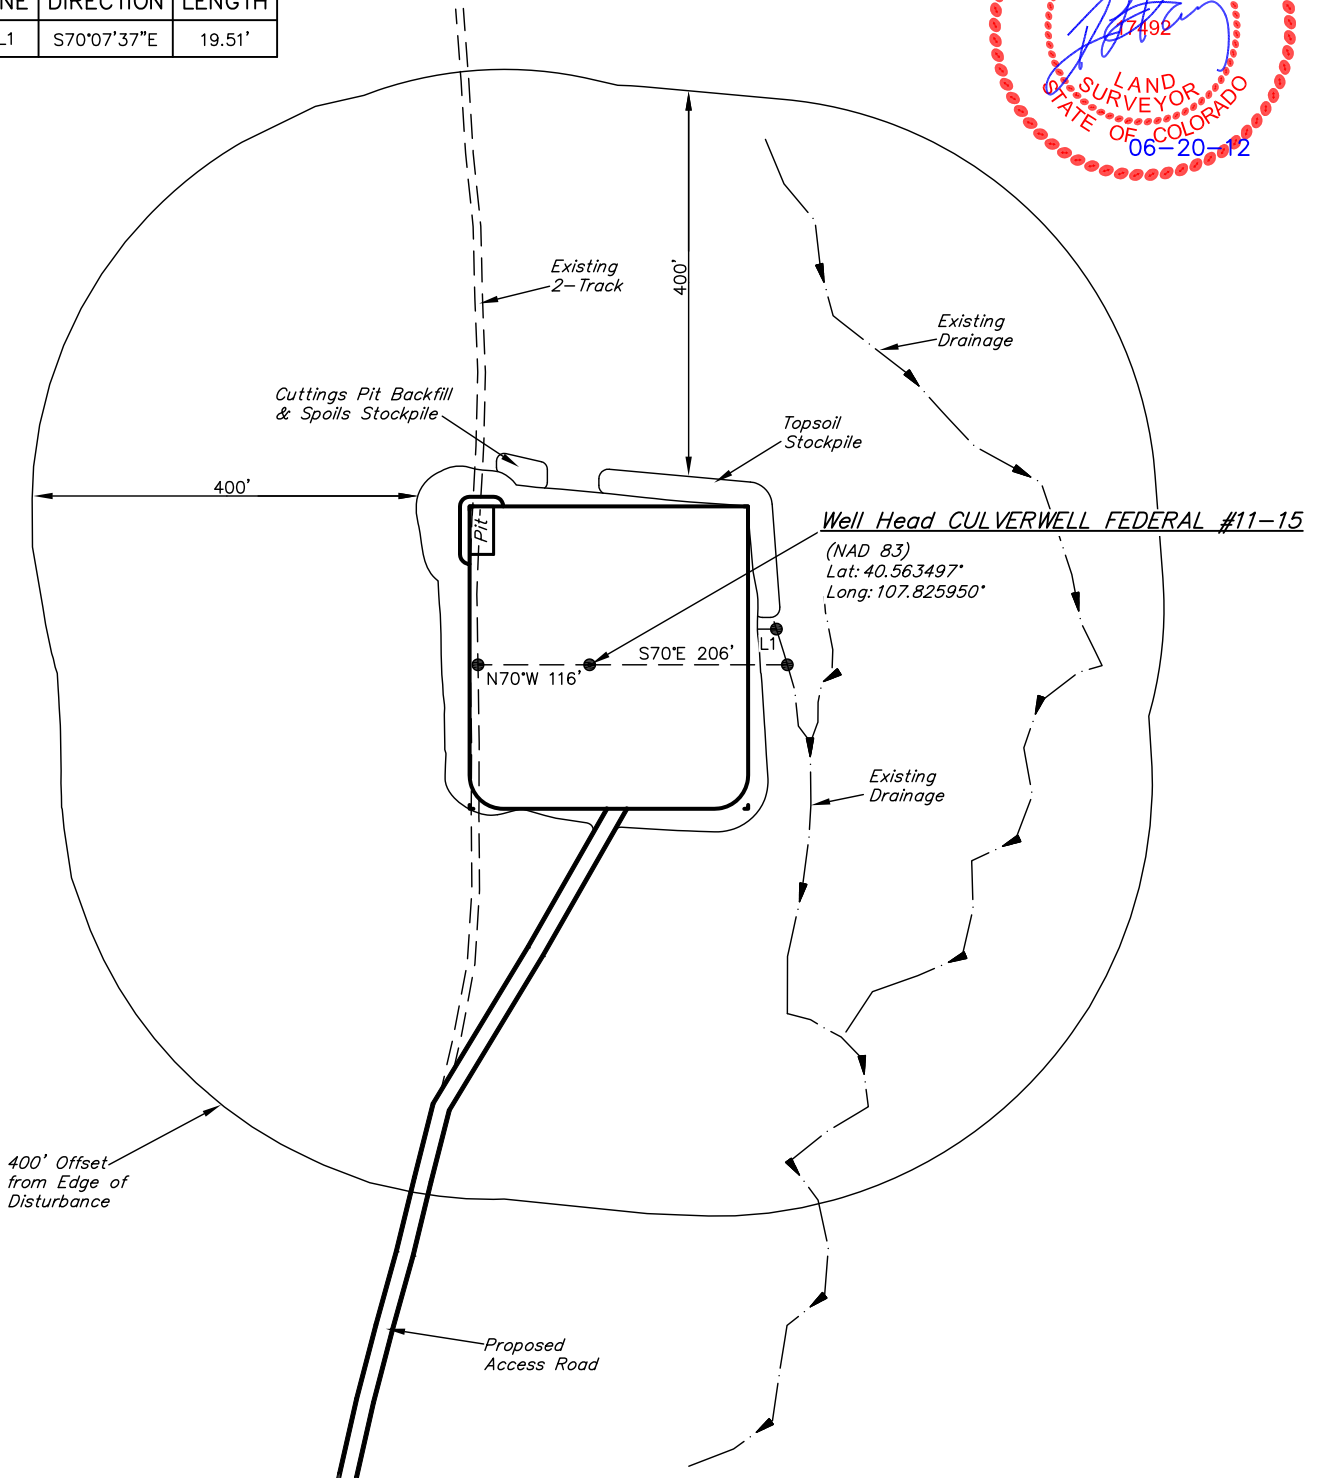 DIRECTION LENGTH
L1 S70°07'37"E 19.51'
17492
LAND
SURVEYOR
STATE OF COLORADO
06-20-12
Existing
2-Track
400'
Existing
Drainage
Cuttings Pit Backfill
& Spoils Stockpile
Topsoil
Stockpile
400'
Pit
Well Head CULVERWELL FEDERAL #11-15
(NAD 83)
Lat: 40.563497°
Long: 107.825950°
L1
S70°E 206'
N70°W 116'
Existing
Drainage
400' Offset
from Edge of
Disturbance
Proposed
Access Road